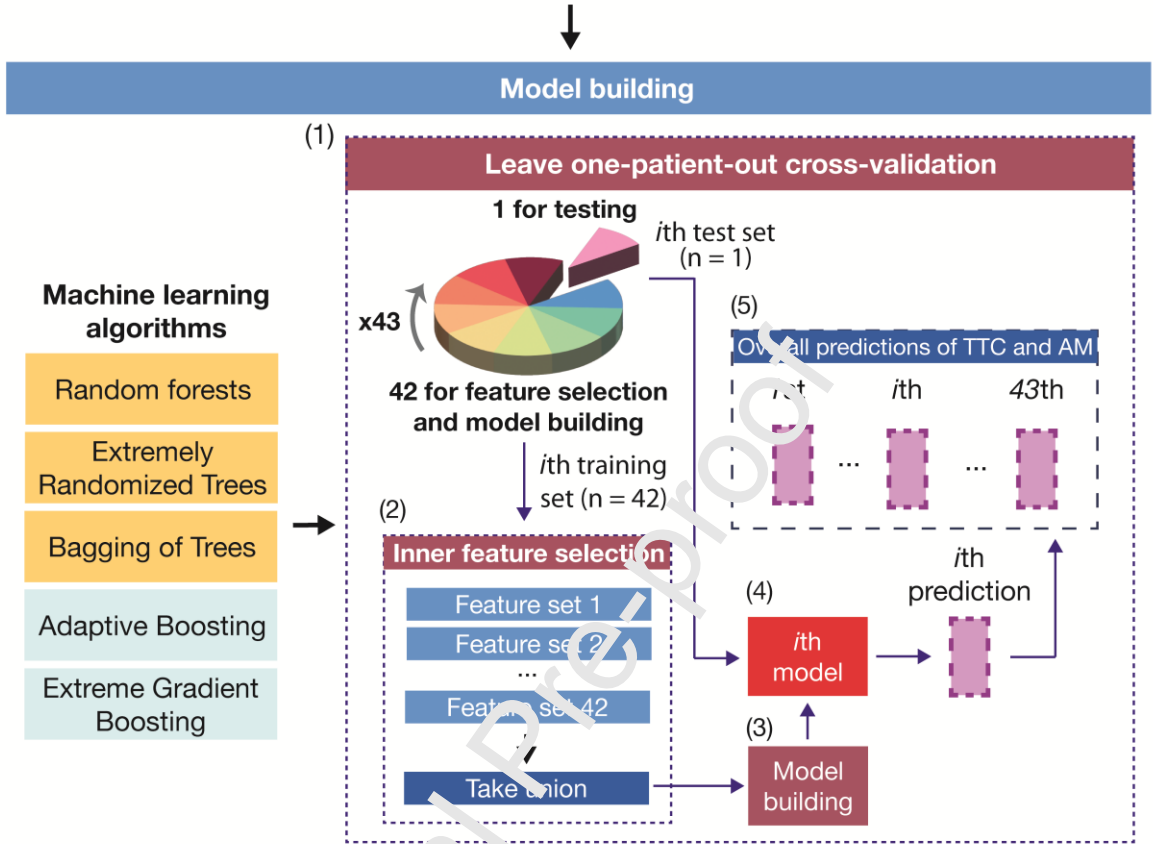 Model building
(1)
Leave one-patient-out cross-validation
1 for testing
ith test set
(n = 1)
x43
42 for feature selection
and model building
ith training
set (n = 42)
Machine learning
algorithms
Random forests
Extremely
Randomized Trees
Bagging of Trees
Adaptive Boosting
Extreme Gradient
Boosting
(2)
Inner feature selection
Feature set 1
Feature set 2
...
Feature set 42
Take union
(3)
Model
building
(4)
ith
model
ith
prediction
(5)
Overall predictions of TTC and AM
ith
43th
... ...
Pre-proof